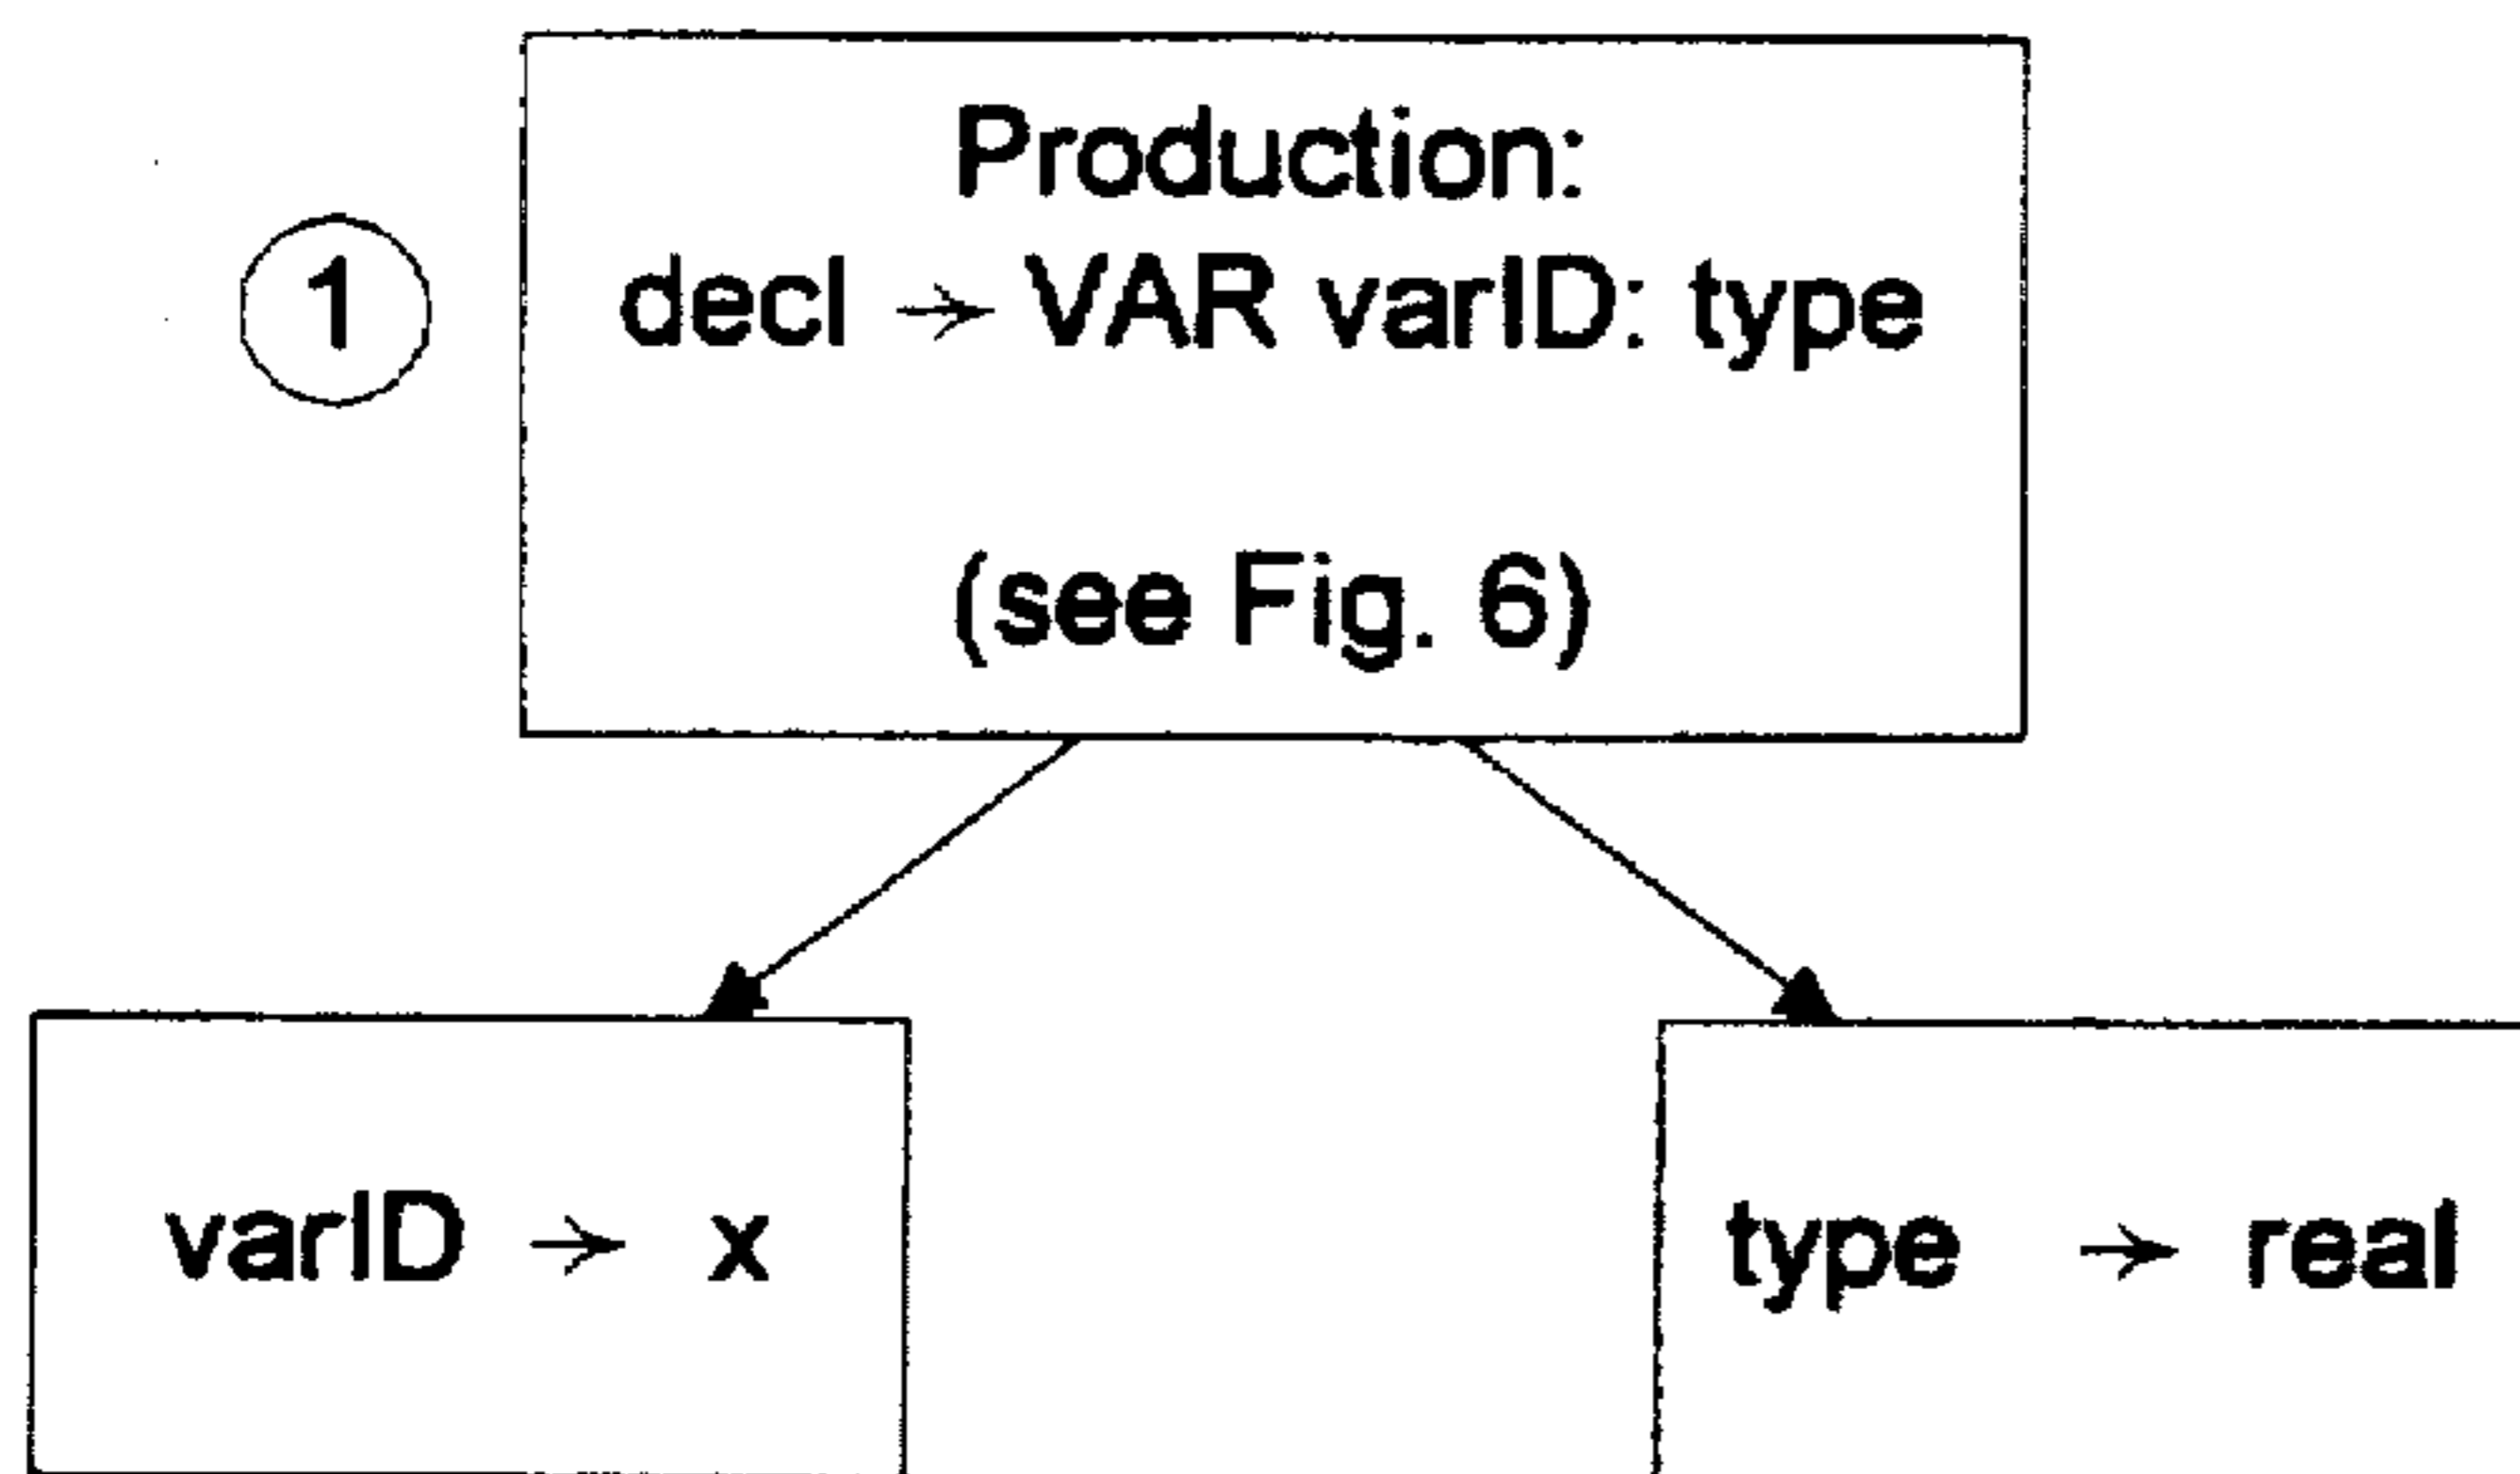 Production:
1
decl → VAR varID: type
(see Fig. 6)
varID → x
type → real